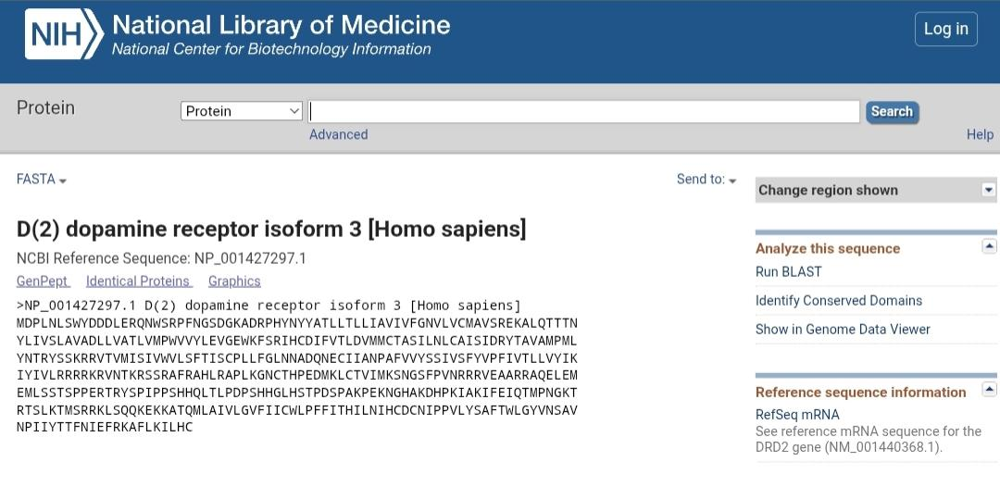 NIH National Library of Medicine
National Center for Biotechnology Information
Log in
Protein
Protein
Search
Advanced
Help
FASTA
Send to:
Change region shown
D(2) dopamine receptor isoform 3 [Homo sapiens]
NCBI Reference Sequence: NP_001427297.1
GenPept Identical Proteins Graphics
>NP_001427297.1 D(2) dopamine receptor isoform 3 [Homo sapiens]
MDPLNLSWYDDDLERQNWSRPFNGSDGKADRPHYNYYATLLTLLIAVIVFGNVLVCMAVSREKALQTTTN
YLIVSLAVADLLVATLVMPWVVYLEVGEWKFSRIHCDIFVTLDVMMCTASILNLCAISIDRYTAVAMPML
YNTRYSSKRRVTVMISIVWVLSFTISCPLLFGLNNADQNECIIANPAFVVYSSIVSFYVPFIVTLLVYIK
IYIVLRRRRKRVNTKRSSRAFRAHLRAPLKGNCTHPEDMKLCTVIMKSNGSFPVNRRRVEAARRAQELEM
EMLSSTSPPERTRYSPIPPSHHQLTLPDPSHHGLHSTPDSPAKPEKNGHAKDHPKIAKIFEIQTMPNGKT
RTSLKTMSRRKLSQQKEKKATQMLAIVLGVFIICWLPFFITHILNIHCDCNIPPVLYSAFTWLGYVNSAV
NPIIYTTFNIEFRKAFLKILHC
Analyze this sequence
Run BLAST
Identify Conserved Domains
Show in Genome Data Viewer
Reference sequence information
RefSeq mRNA
See reference mRNA sequence for the
DRD2 gene (NM_001440368.1).